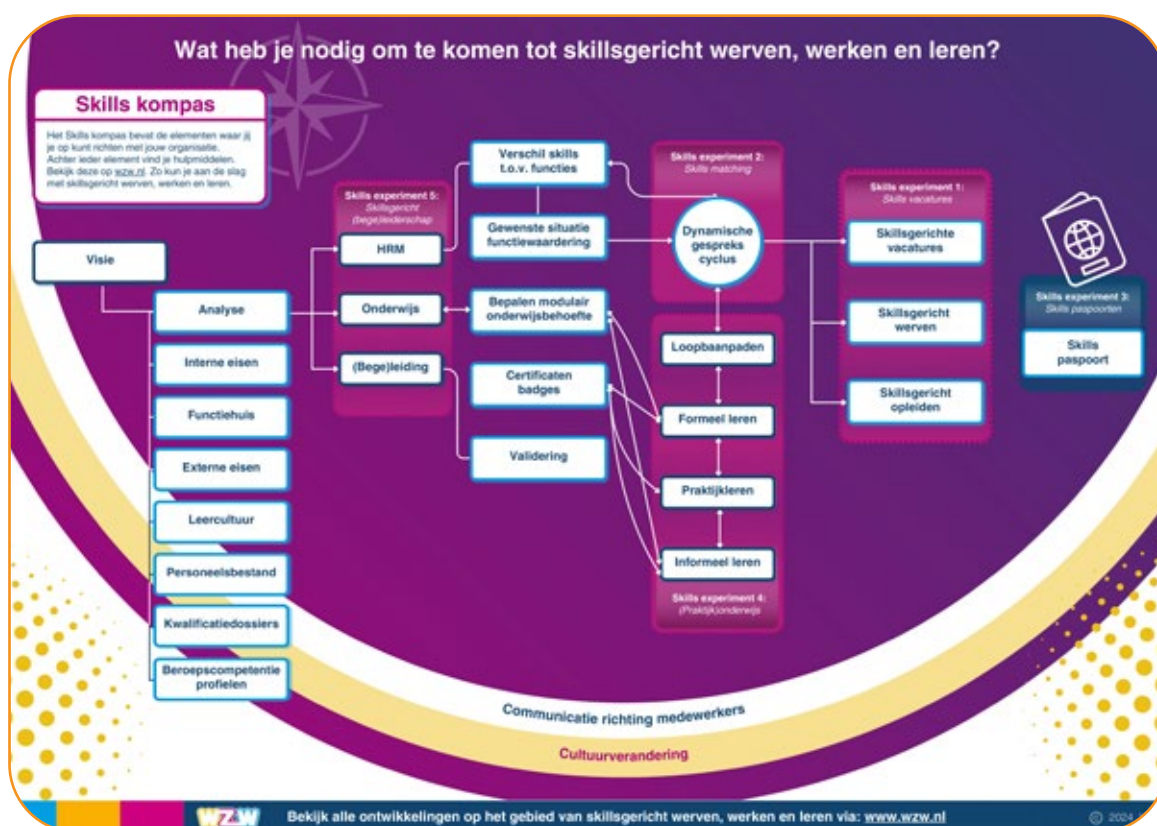 Wat heb je nodig om te komen tot skillsgericht werven, werken en leren?
Skills kompas
Het Skills kompas bevat de elementen waar jij
je op kunt richten met jouw organisatie.
Achter ieder element vind je hulpmiddelen.
Bekijk deze op wzw.nl. Zo kun je aan de slag
met skillsgericht werven, werken en leren.
Visie
Analyse
Interne eisen
Functiehuis
Externe eisen
Leercultuur
Personeelsbestand
Kwalificatiedossiers
Beroepscompetentie
profielen
Skills experiment 5:
Skillsgericht
(bege)leiderschap
HRM
Onderwijs
(Bege)leiding
Verschil skills
t.o.v. functies
Gewenste situatie
functiewaardering
Bepalen modulair
onderwijsbehoefte
Certificaten
badges
Validering
Skills experiment 2:
Skills matching
Dynamische
gespreks
cyclus
Loopbaanpaden
Formeel leren
Praktijkleren
Informeel leren
Skills experiment 4:
(Praktijk)onderwijs
Skills experiment 1:
Skills vacatures
Skillsgerichte
vacatures
Skillsgericht
werven
Skillsgericht
opleiden
Skills experiment 3:
Skills paspoorten
Skills
paspoort
Communicatie richting medewerkers
Cultuurverandering
WZW
Bekijk alle ontwikkelingen op het gebied van skillsgericht werven, werken en leren via: www.wzw.nl
© 2024